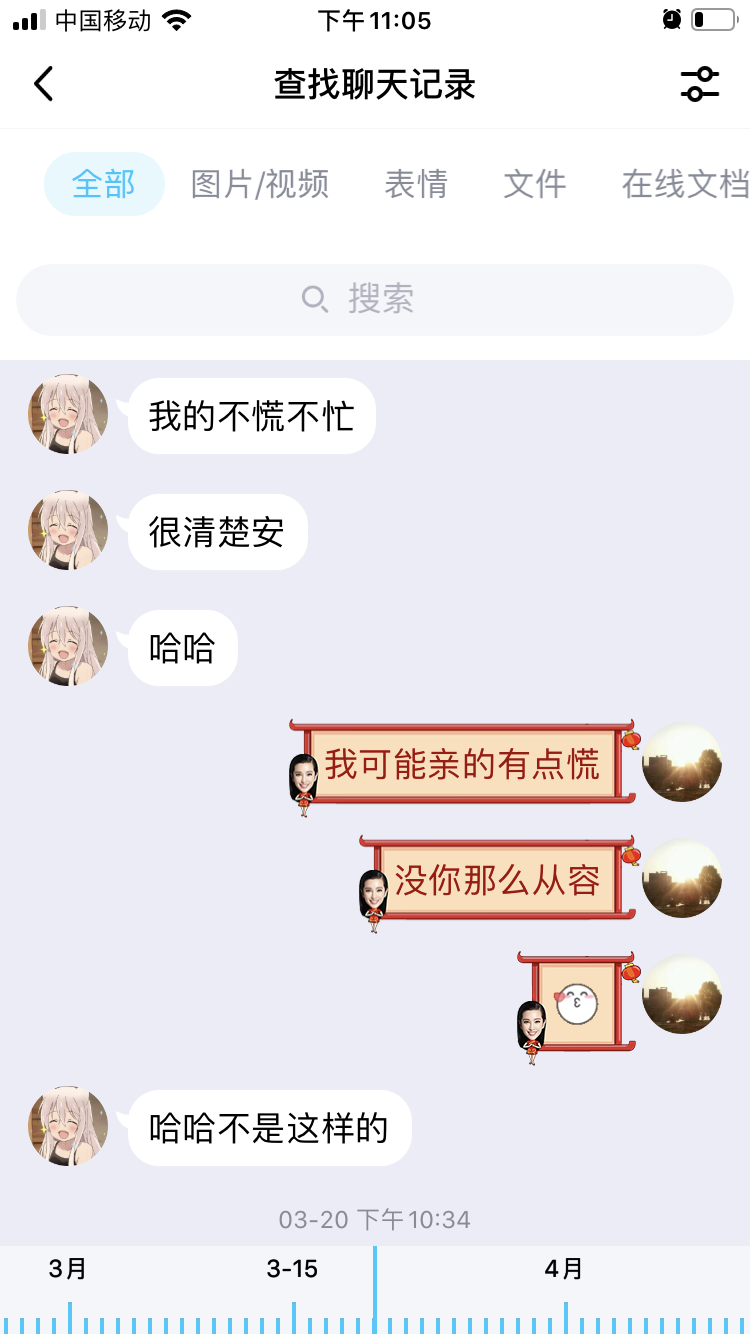 中国移动 下午11:05
查找聊天记录
全部 图片/视频 表情 文件 在线文档
搜索
我的不慌不忙
很清楚安
哈哈
我可能亲的有点慌
没你那么从容
哈哈不是这样的
03-20 下午10:34
3月 3-15 4月